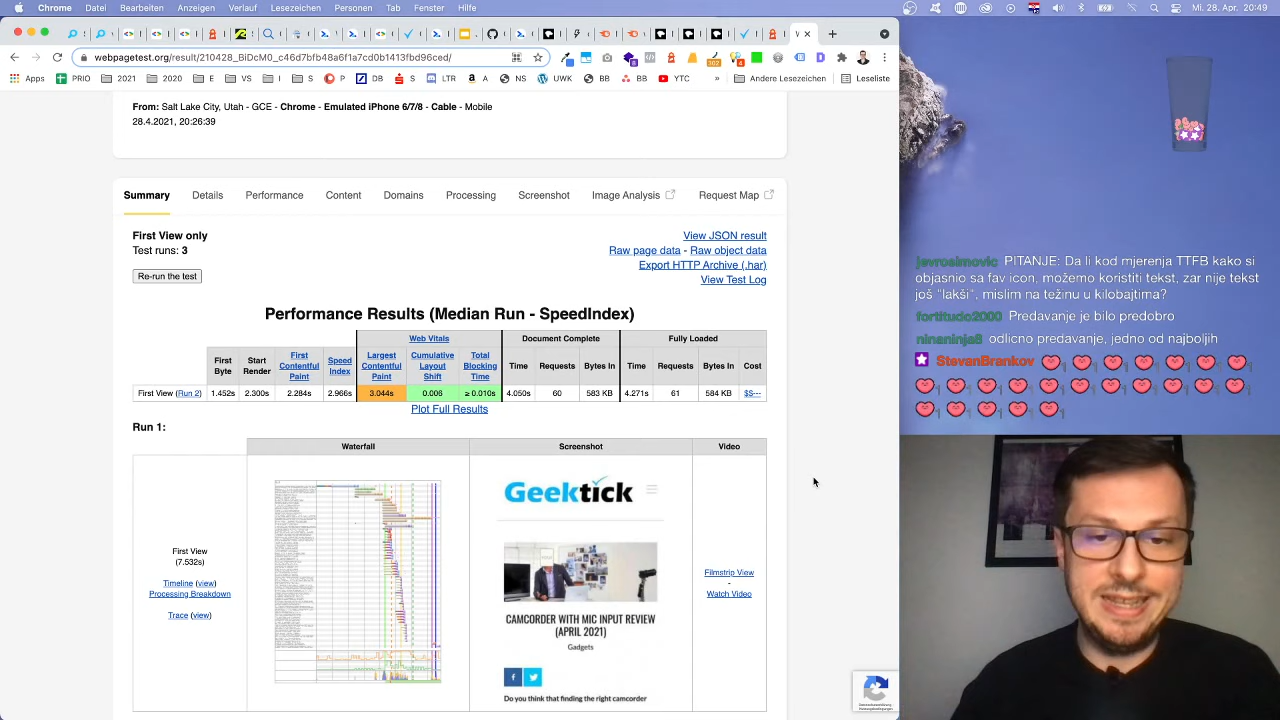 Chrome Datei Bearbeiten Anzeigen Verlauf Lesezeichen Personen Tab Fenster Hilfe
Mi. 28. April. 20:49
webpagetest.org/result/210428_BiDcM0_c46d7bfb48a6f1a7cd0b1365fbd96ced/
Apps PRIO 2021 2020 E VS I S P DB S LTR A NS UWK BB BB YTC » Andere Lesezeichen Leseliste
From: Salt Lake City, Utah - GCE - Chrome - Emulated iPhone 6/7/8 - Cable - Mobile
28.4.2021, 20:26:39
Summary Details Performance Content Domains Processing Screenshot Image Analysis Request Map
First View only
Test runs: 3
Re-run the test
View JSON result
Raw page data - Raw object data
Export HTTP Archive (.har)
View Test Log
Performance Results (Median Run - SpeedIndex)
Web Vitals Document Complete Fully Loaded
First Byte Start Render First Contentful Paint Speed Index Largest Contentful Paint Cumulative Layout Shift Total Blocking Time Time Requests Bytes In Time Requests Bytes In Cost
First View (Run 2) 1.452s 2.300s 2.284s 2.966s 3.044s 0.006 ≥ 0.010s 4.050s 60 583 KB 4.271s 61 584 KB $$---
Plot Full Results
Run 1:
Waterfall Screenshot Video
First View
(7.532s)
Timeline (view)
Processing Breakdown
Trace (view)
Geektick
CAMCORDER WITH MIC INPUT REVIEW
(APRIL 2021)
Gadgets
Do you think that finding the right camcorder
Filmstrip View
-
Watch Video
jevrosimovic PITANJE: Da li kod mjerenja TTFB kako si
objasnio sa fav icon, možemo koristiti tekst, zar nije tekst
još "lakši", mislim na težinu u kilobajtima?
fortitudo2000 Predavanje je bilo predobro
ninaninja8 odlicno predavanje, jedno od najboljih
StevanBrankov